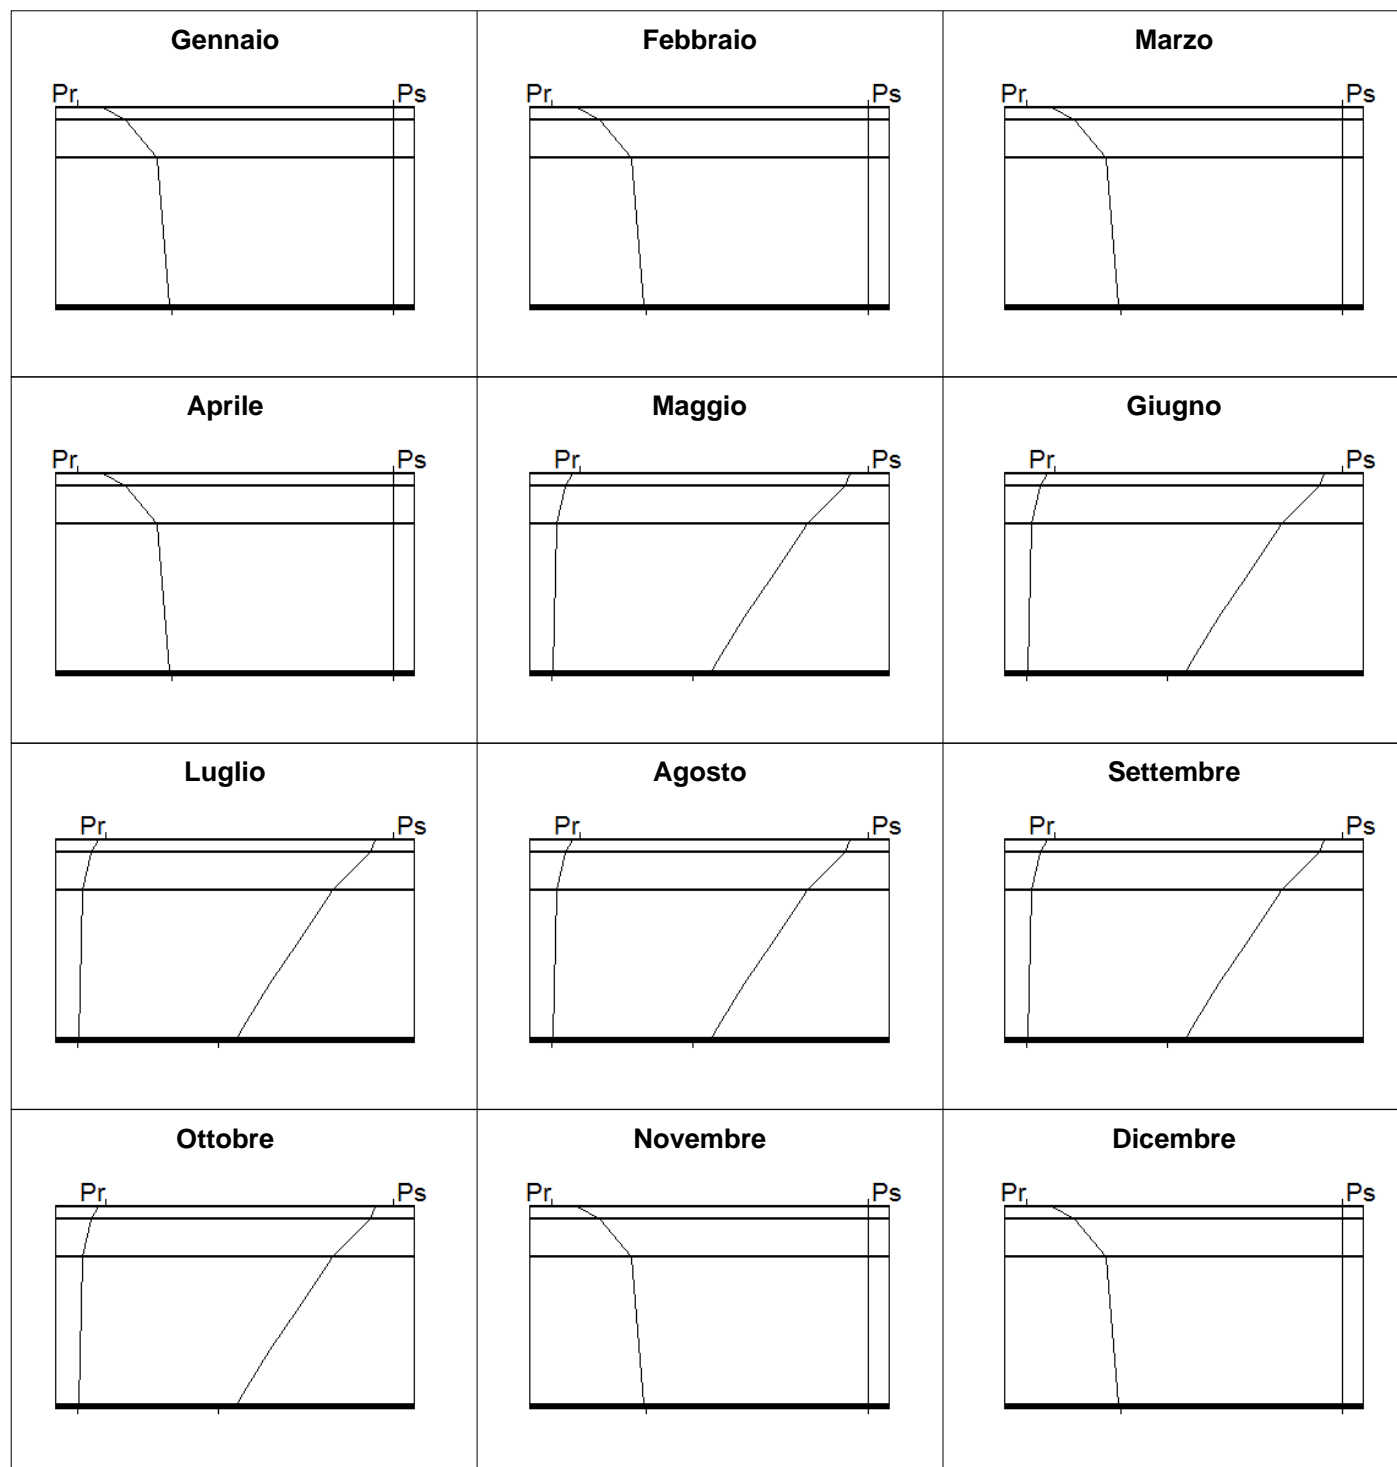 Gennaio Febbraio Marzo
Pr Ps Pr Ps Pr Ps
Aprile Maggio Giugno
Pr Ps Pr Ps Pr Ps
Luglio Agosto Settembre
Pr Ps Pr Ps Pr Ps
Ottobre Novembre Dicembre
Pr Ps Pr Ps Pr Ps